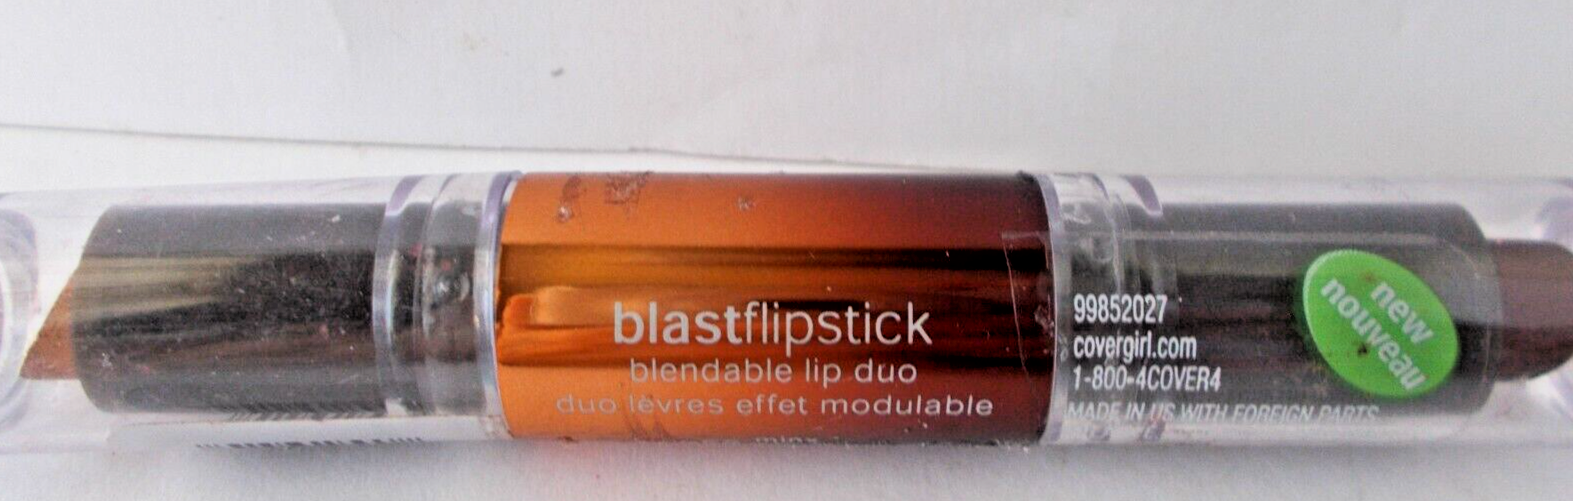 blastflipstick
blendable lip duo
duo lèvres effet modulable
99852027
covergirl.com
1-800-4COVER4
MADE IN US WITH FOREIGN PARTS
new
nouveau